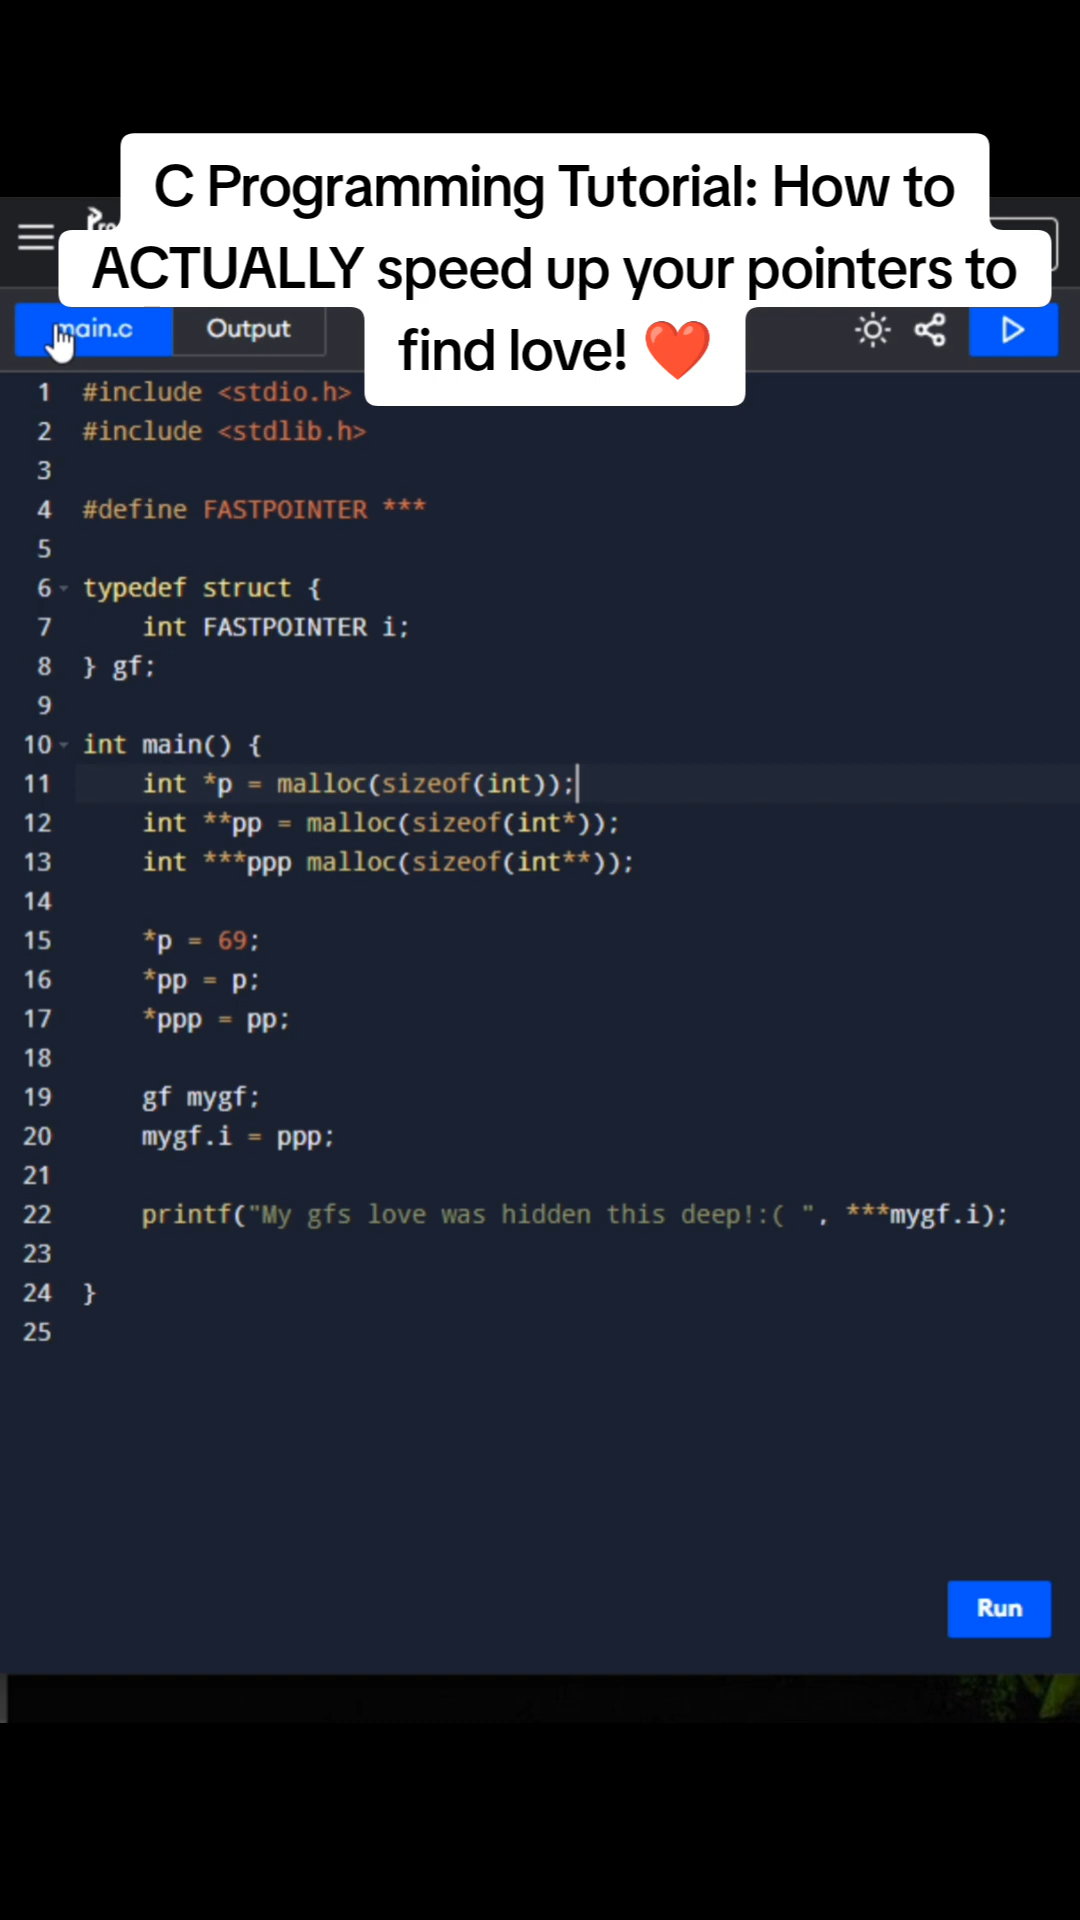 C Programming Tutorial: How to
ACTUALLY speed up your pointers to
find love! ❤️
main.c
Output
1 #include <stdio.h>
2 #include <stdlib.h>
3
4 #define FASTPOINTER ***
5
6 typedef struct {
7 int FASTPOINTER i;
8 } gf;
9
10 int main() {
11 int *p = malloc(sizeof(int));
12 int **pp = malloc(sizeof(int*));
13 int ***ppp malloc(sizeof(int**));
14
15 *p = 69;
16 *pp = p;
17 *ppp = pp;
18
19 gf mygf;
20 mygf.i = ppp;
21
22 printf("My gfs love was hidden this deep!:( ", ***mygf.i);
23
24 }
25
Run